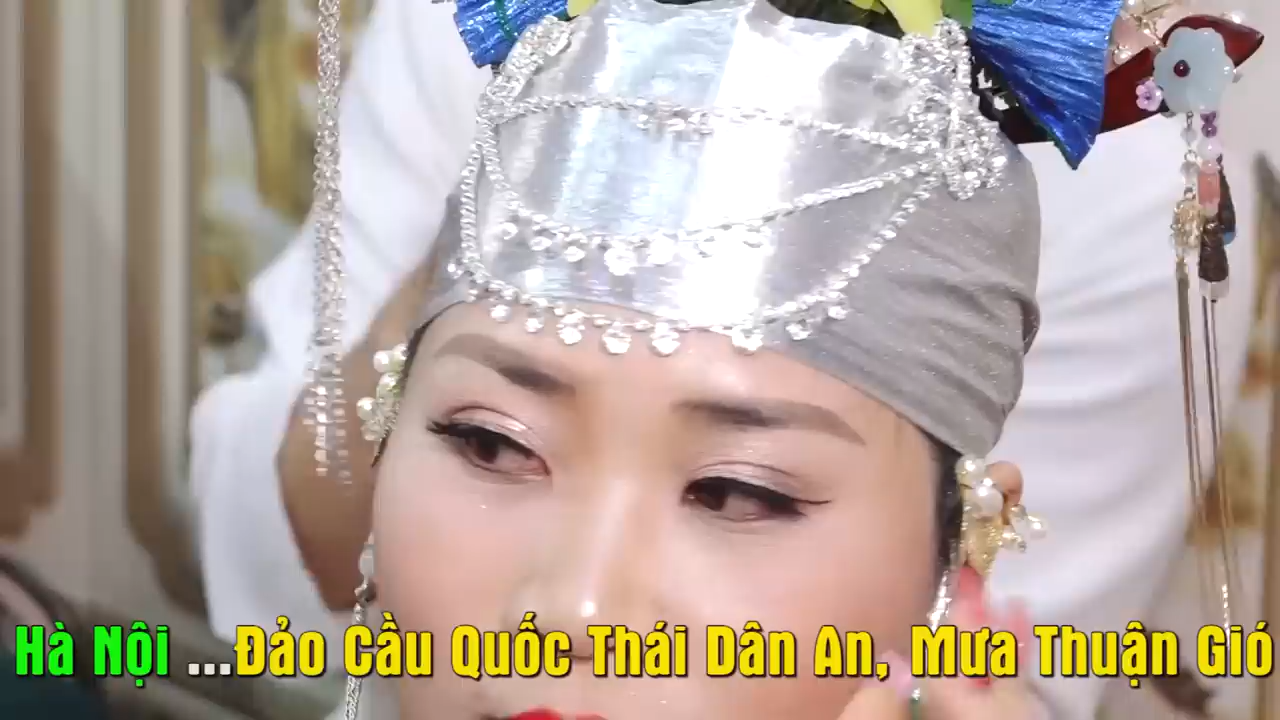 Hà Nội ...Đảo Cầu Quốc Thái Dân An, Mưa Thuận Gió